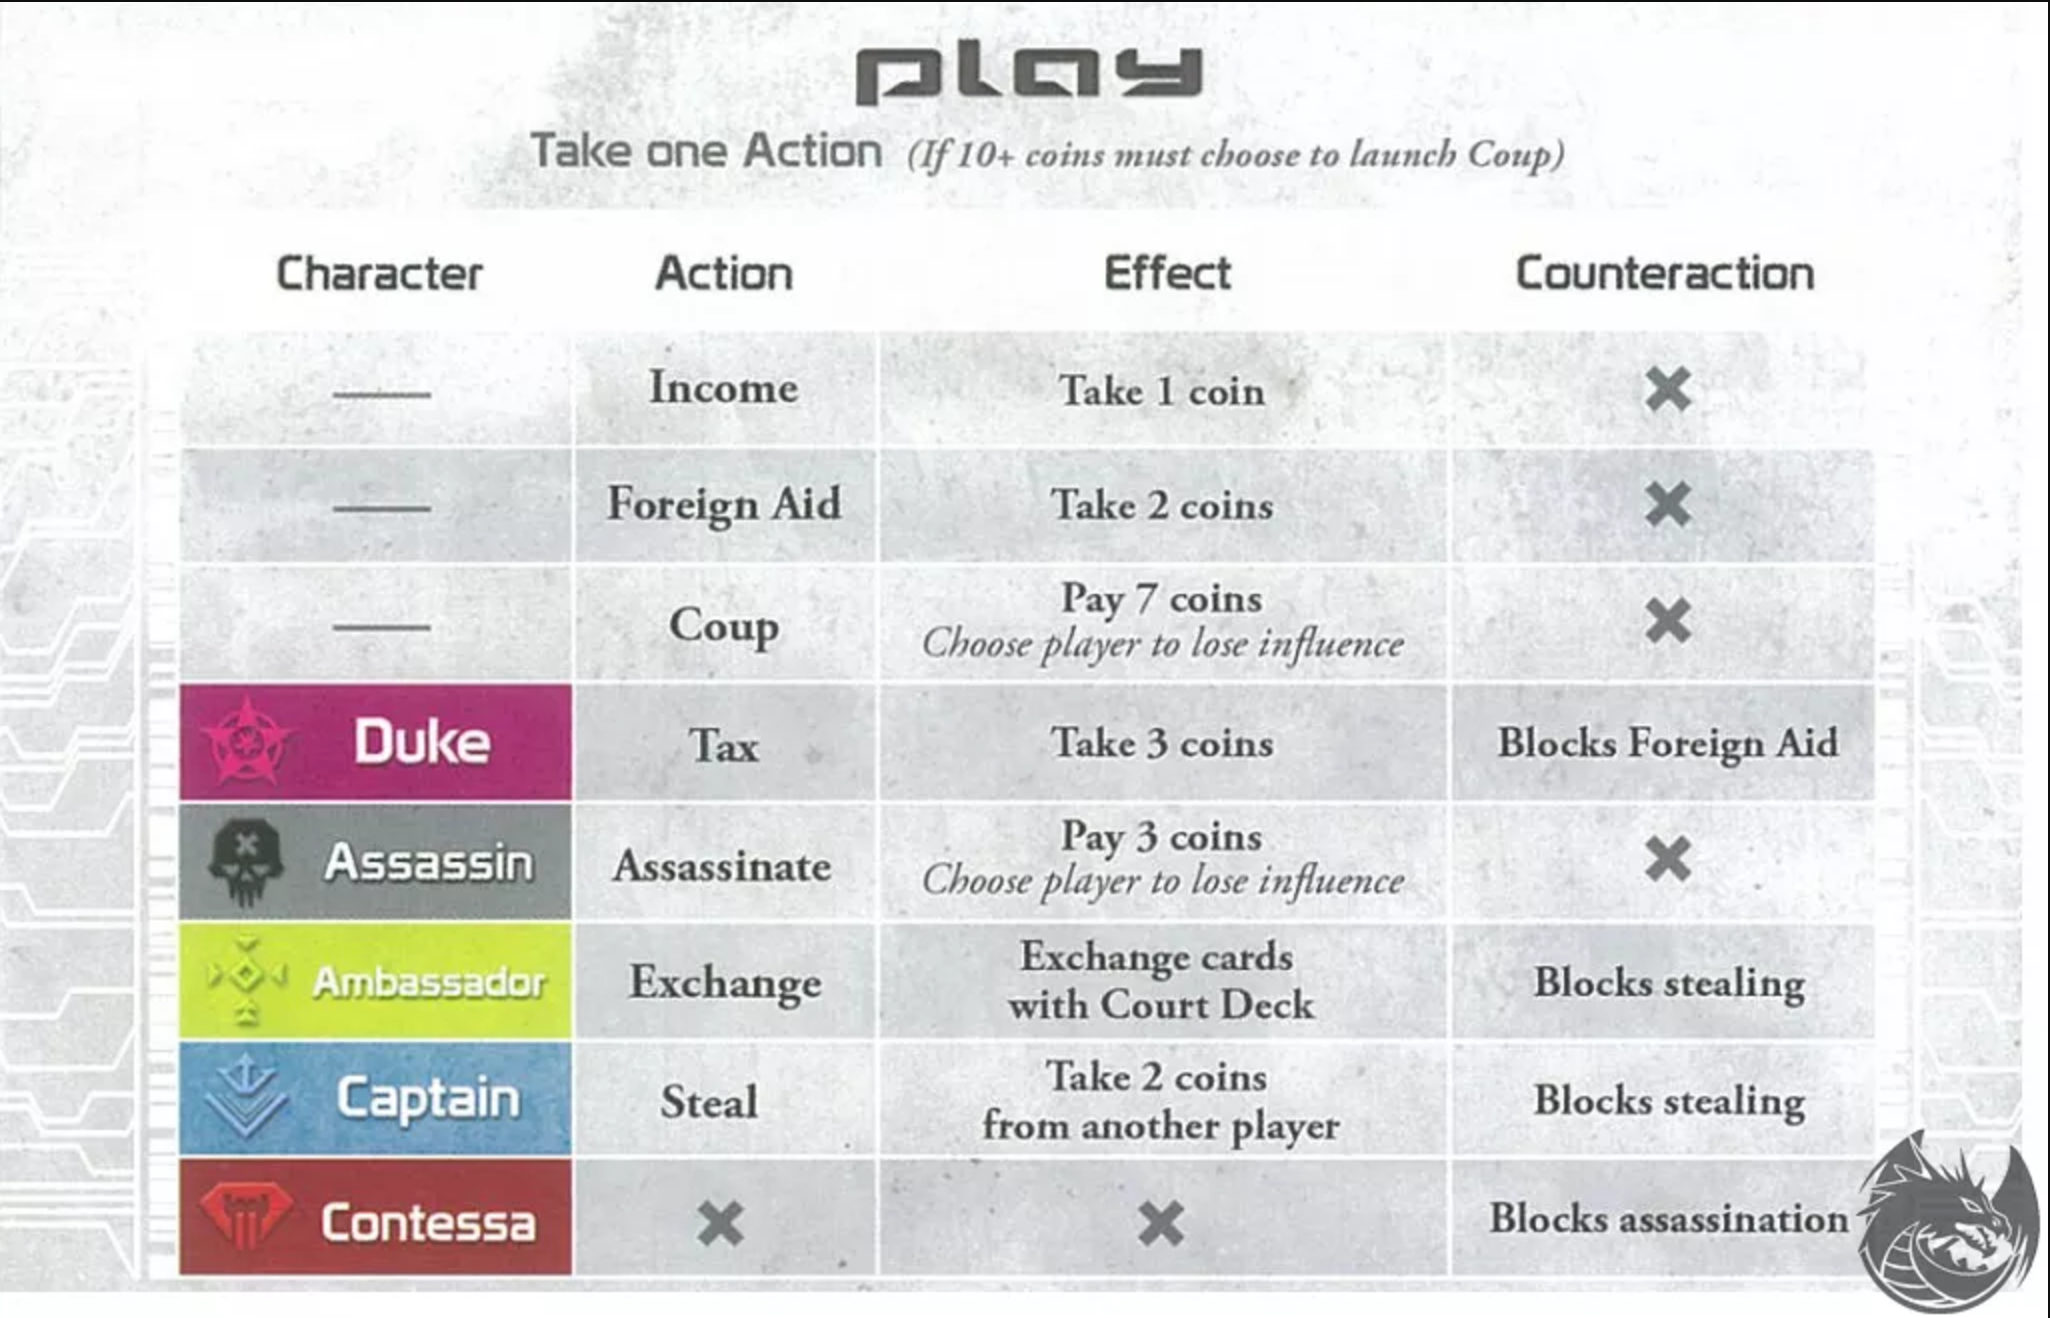 play
Take one Action (If 10+ coins must choose to launch Coup)
Character Action Effect Counteraction
— Income Take 1 coin ✖
— Foreign Aid Take 2 coins ✖
— Coup Pay 7 coins
Choose player to lose influence ✖
Duke Tax Take 3 coins Blocks Foreign Aid
Assassin Assassinate Pay 3 coins
Choose player to lose influence ✖
Ambassador Exchange Exchange cards
with Court Deck Blocks stealing
Captain Steal Take 2 coins
from another player Blocks stealing
Contessa ✖ ✖ Blocks assassination